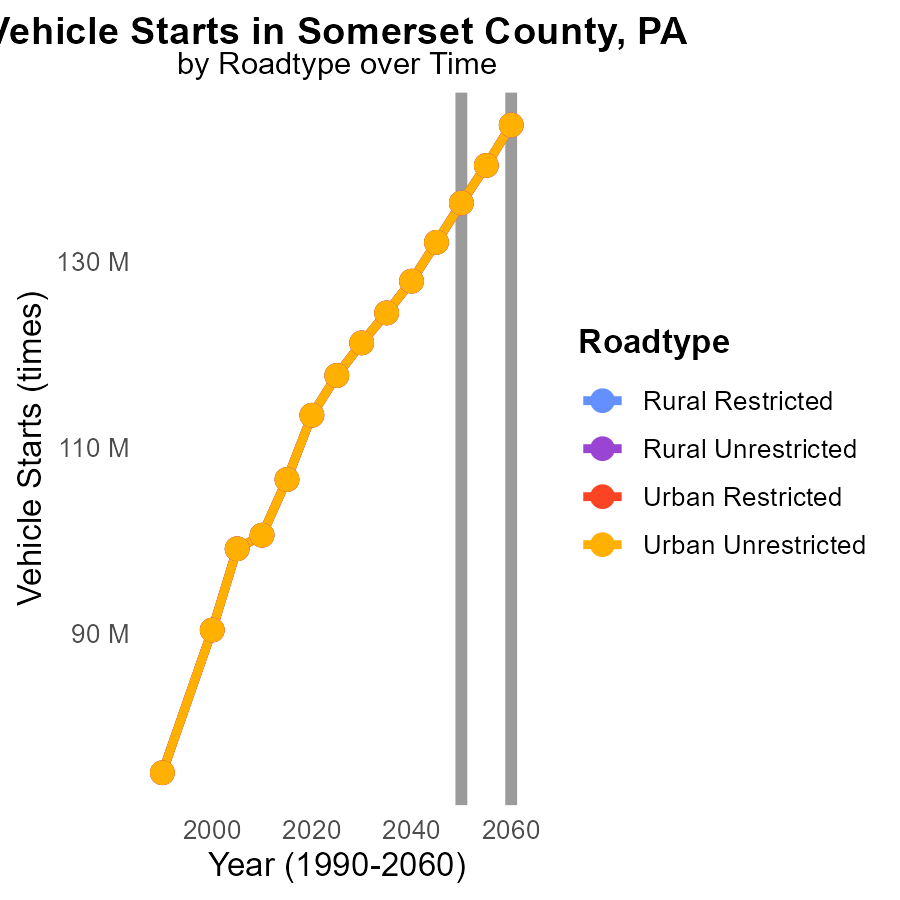 Vehicle Starts in Somerset County, PA
by Roadtype over Time
130 M
110 M
90 M
Vehicle Starts (times)
2000 2020 2040 2060
Year (1990-2060)
Roadtype
Rural Restricted
Rural Unrestricted
Urban Restricted
Urban Unrestricted